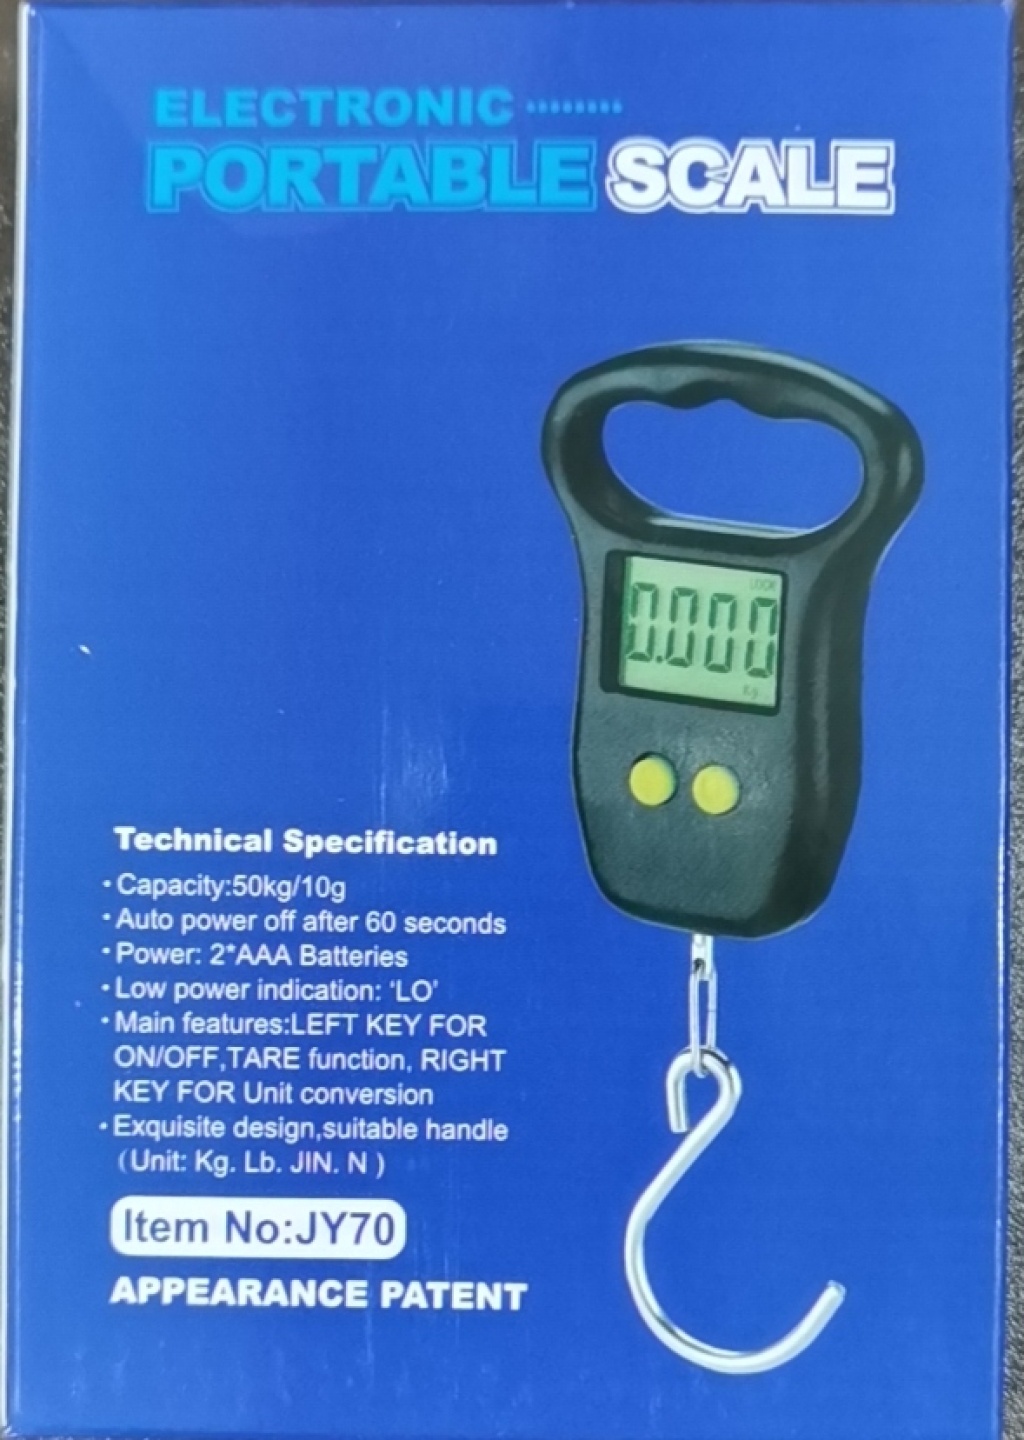 ELECTRONIC ········
PORTABLE SCALE
LOCK
0.000
Kg
Technical Specification
·Capacity:50kg/10g
·Auto power off after 60 seconds
·Power: 2*AAA Batteries
·Low power indication: ‘LO’
·Main features:LEFT KEY FOR
ON/OFF,TARE function, RIGHT
KEY FOR Unit conversion
·Exquisite design,suitable handle
(Unit: Kg. Lb. JIN. N )
Item No:JY70
APPEARANCE PATENT